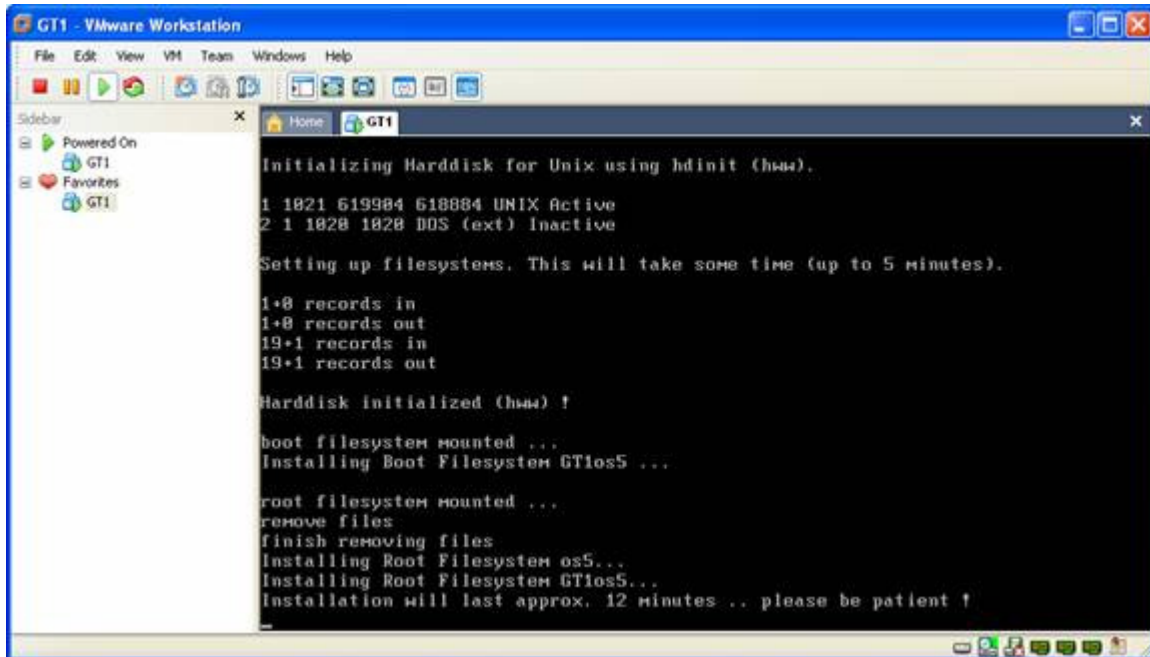 GT1 - VMware Workstation
File Edit View VM Team Windows Help
Sidebar
Powered On
GT1
Favorites
GT1
Home GT1
Initializing Harddisk for Unix using hdinit (hww).
1 1021 619904 618884 UNIX Active
2 1 1020 1020 DOS (ext) Inactive
Setting up filesystems. This will take some time (up to 5 minutes).
1+0 records in
1+0 records out
19+1 records in
19+1 records out
Harddisk initialized (hww) !
boot filesystem mounted ...
Installing Boot Filesystem GT1os5 ...
root filesystem mounted ...
remove files
finish removing files
Installing Root Filesystem os5...
Installing Root Filesystem GT1os5...
Installation will last approx. 12 minutes .. please be patient !